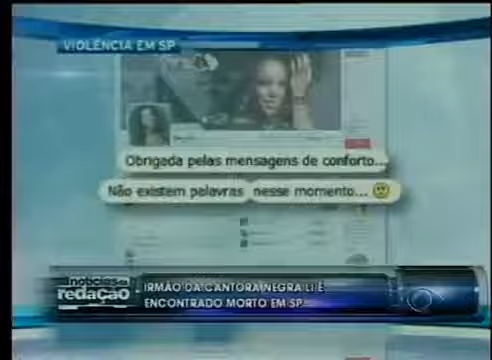 VIOLÊNCIA EM SP
Obrigada pelas mensagens de conforto...
Não existem palavras nesse momento...
notícias da
redação
IRMÃO DA CANTORA NEGRA LI É
ENCONTRADO MORTO EM SP